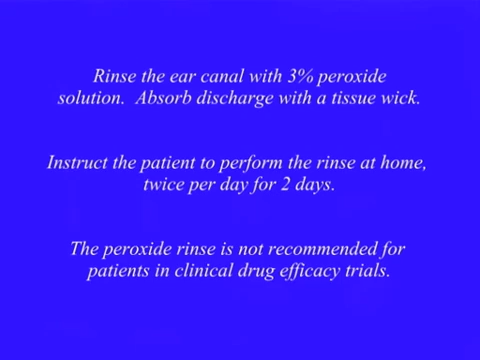 Rinse the ear canal with 3% peroxide
solution.  Absorb discharge with a tissue wick.
Instruct the patient to perform the rinse at home,
twice per day for 2 days.
The peroxide rinse is not recommended for
patients in clinical drug efficacy trials.